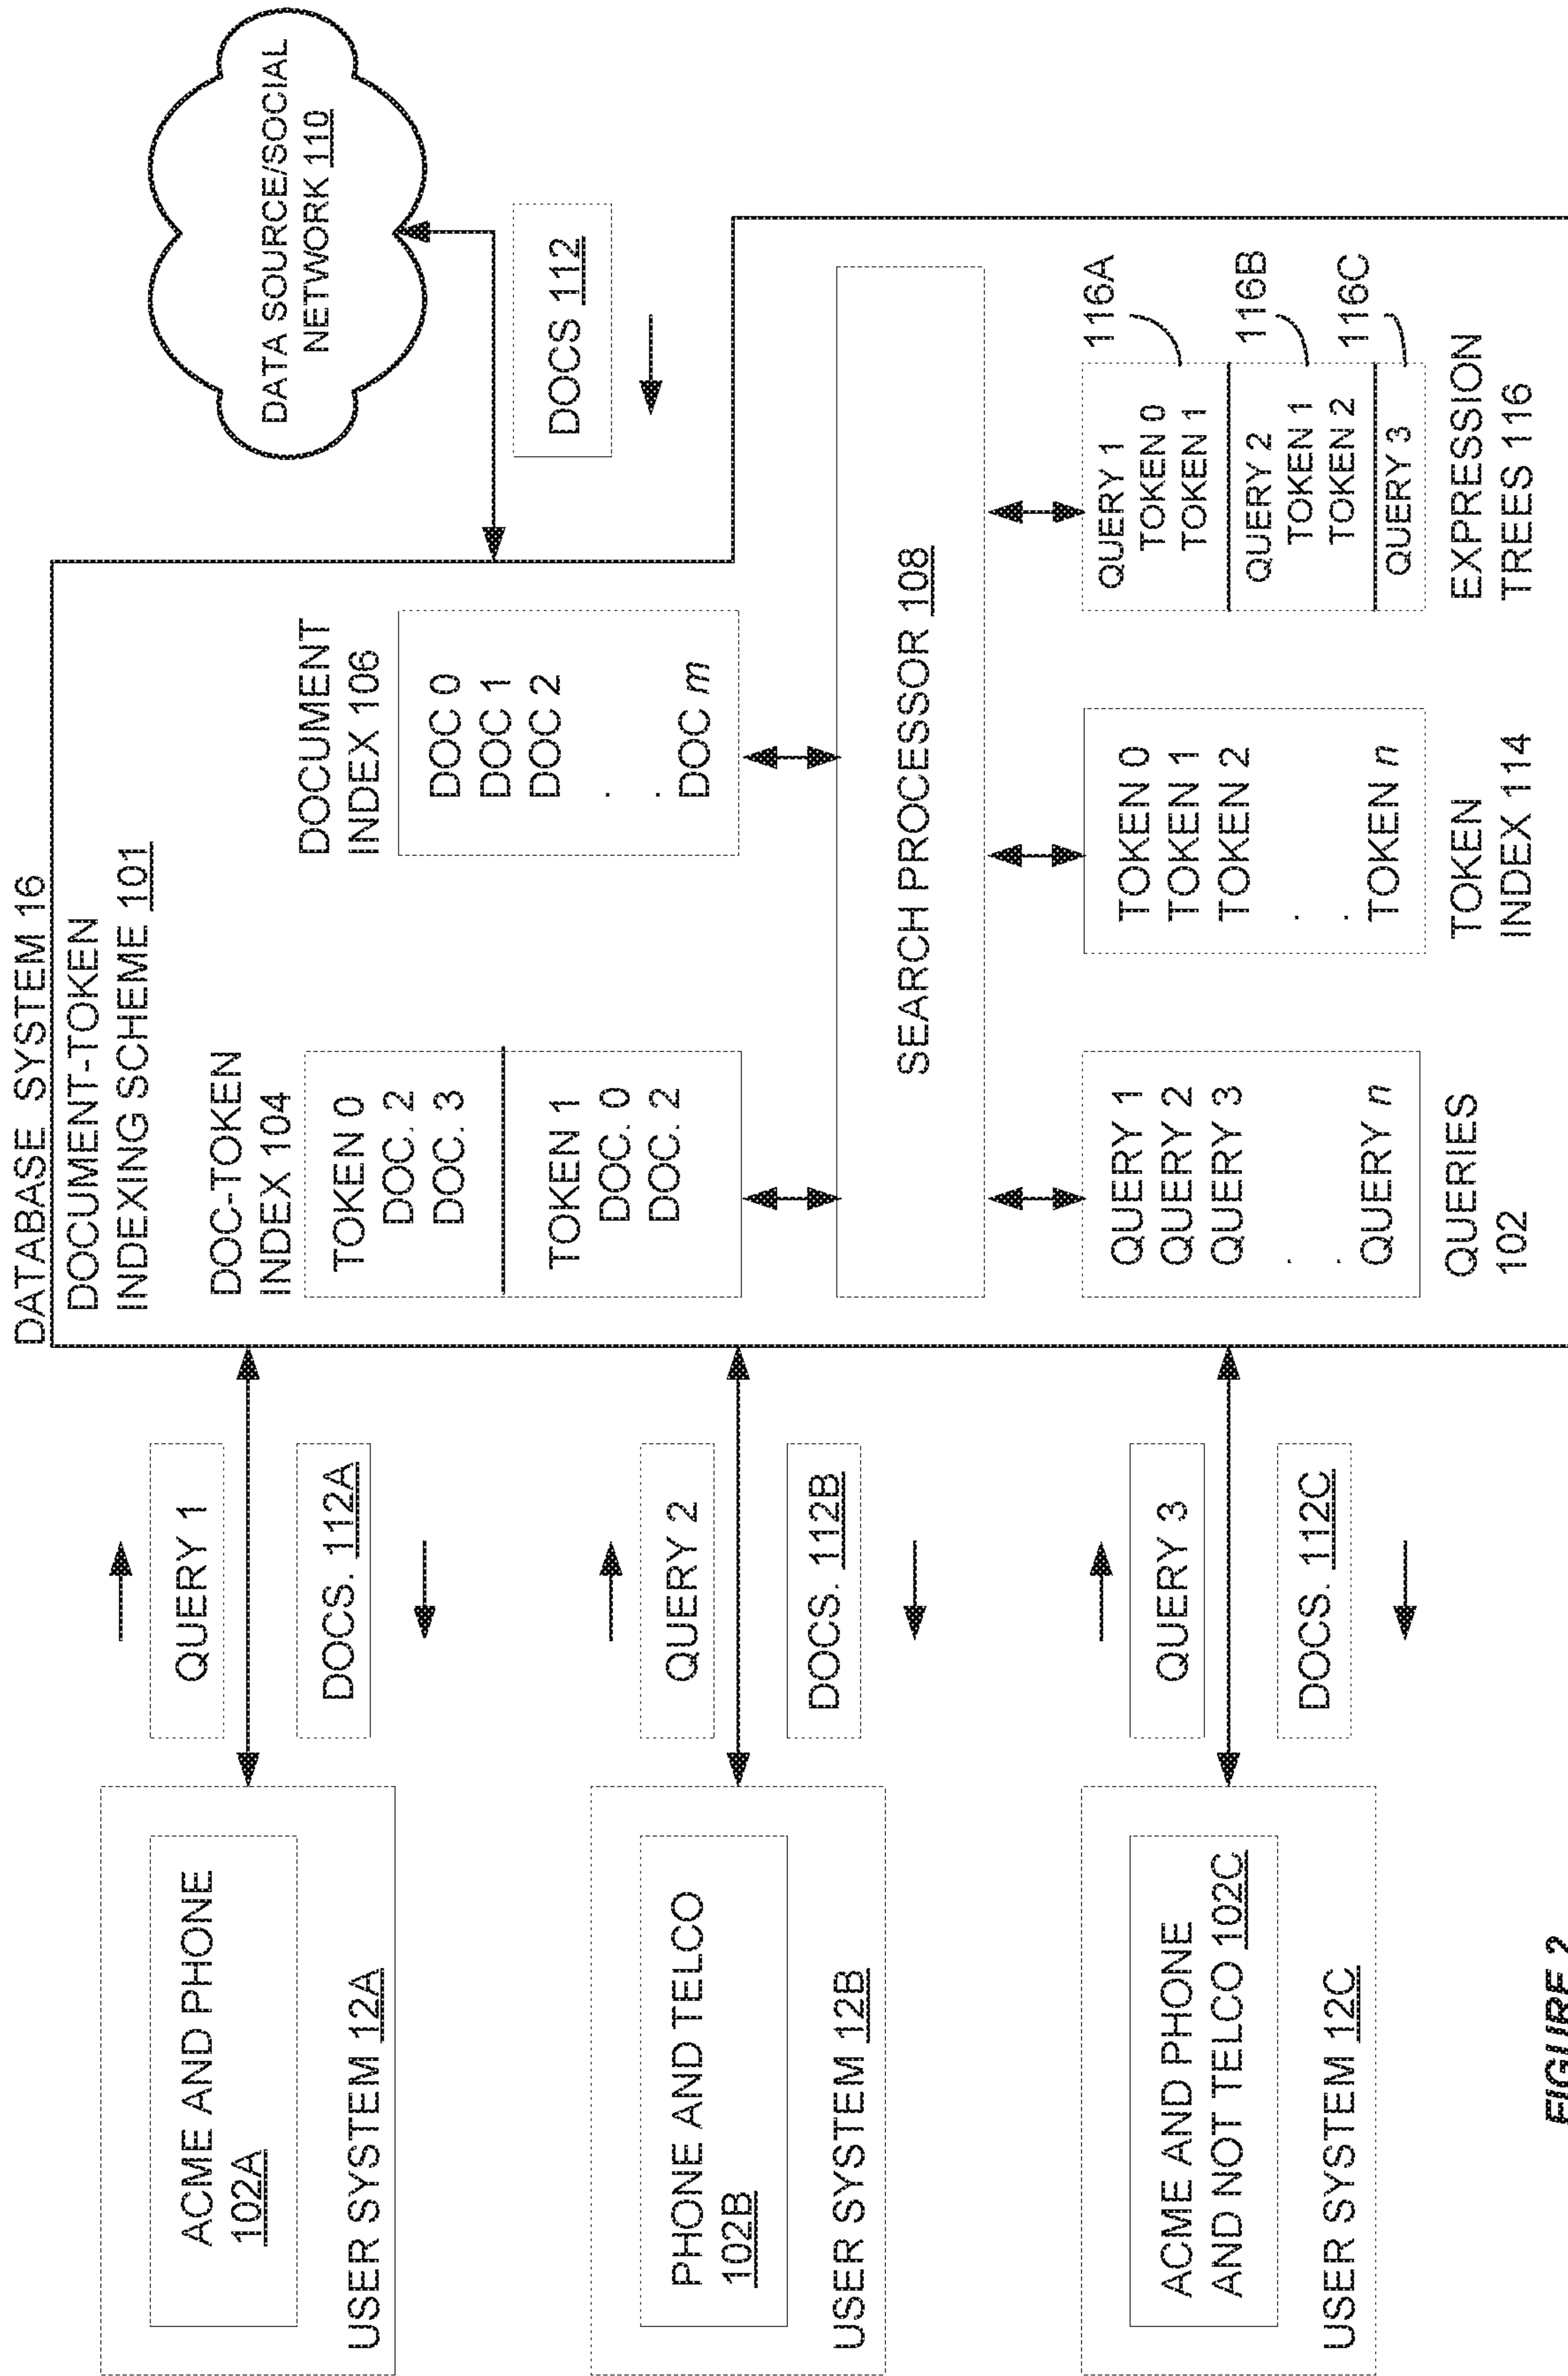 DATABASE SYSTEM 16
DOCUMENT-TOKEN
INDEXING SCHEME 101
ACME AND PHONE
102A
USER SYSTEM 12A
QUERY 1
DOCS. 112A
PHONE AND TELCO
102B
USER SYSTEM 12B
QUERY 2
DOCS. 112B
ACME AND PHONE
AND NOT TELCO 102C
USER SYSTEM 12C
QUERY 3
DOCS. 112C
DOC-TOKEN
INDEX 104
TOKEN 0
DOC. 2
DOC. 3
TOKEN 1
DOC. 0
DOC. 2
DOCUMENT
INDEX 106
DOC 0
DOC 1
DOC 2
.
.
DOC m
DATA SOURCE/SOCIAL
NETWORK 110
DOCS 112
SEARCH PROCESSOR 108
QUERY 1
QUERY 2
QUERY 3
.
.
QUERY n
QUERIES
102
TOKEN 0
TOKEN 1
TOKEN 2
.
.
TOKEN n
TOKEN
INDEX 114
QUERY 1
TOKEN 0
TOKEN 1
QUERY 2
TOKEN 1
TOKEN 2
QUERY 3
116A
116B
116C
EXPRESSION
TREES 116
FIGURE 2